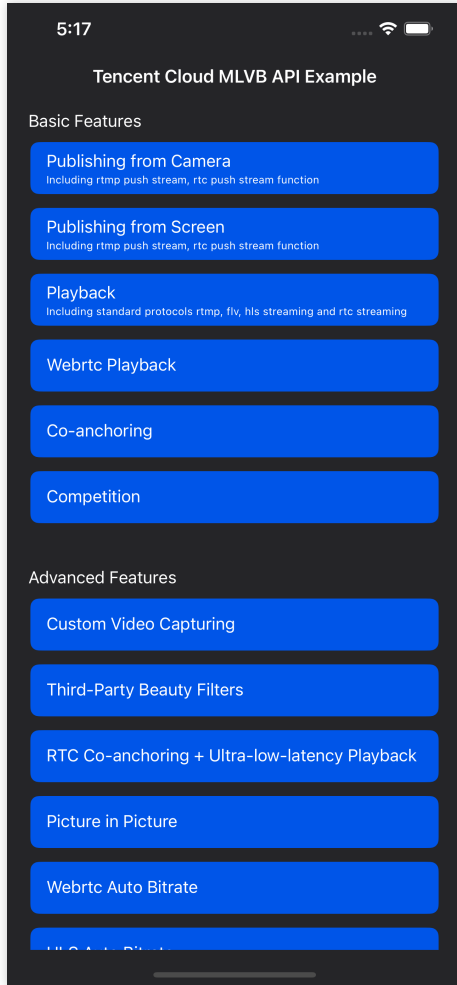 5:17
Tencent Cloud MLVB API Example
Basic Features
Publishing from Camera
Including rtmp push stream, rtc push stream function
Publishing from Screen
Including rtmp push stream, rtc push stream function
Playback
Including standard protocols rtmp, flv, hls streaming and rtc streaming
Webrtc Playback
Co-anchoring
Competition
Advanced Features
Custom Video Capturing
Third-Party Beauty Filters
RTC Co-anchoring + Ultra-low-latency Playback
Picture in Picture
Webrtc Auto Bitrate
HLS Auto Bitrate